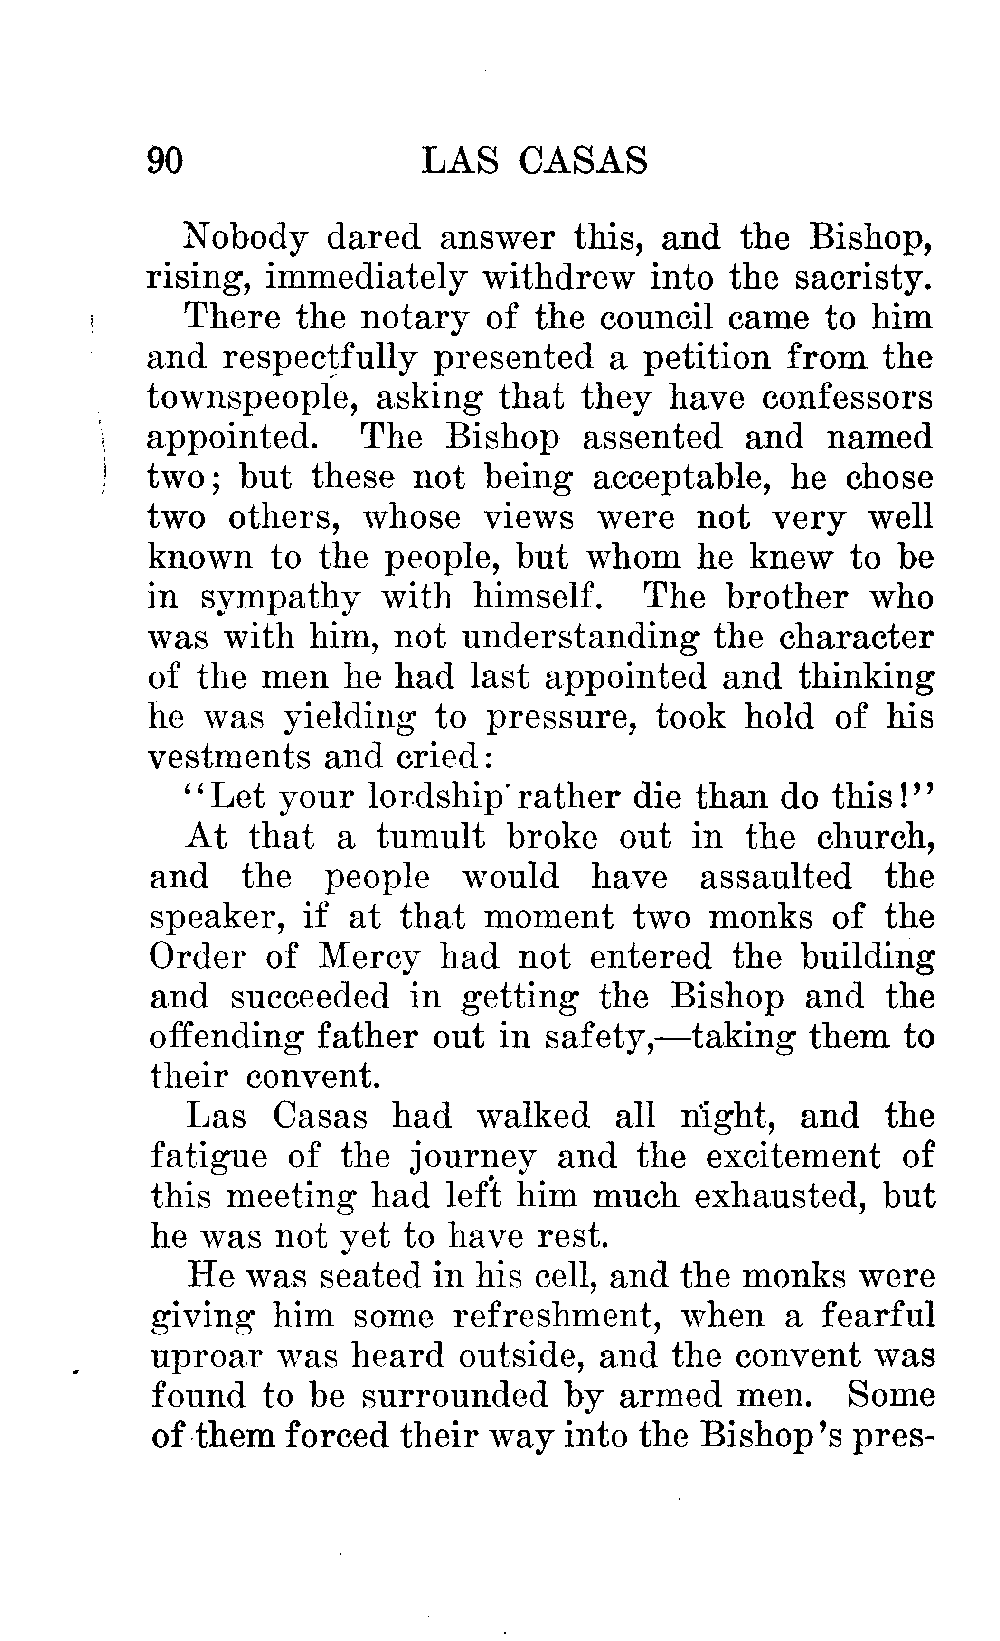 90 LAS CASAS
Nobody dared answer this, and the Bishop,
rising, immediately withdrew into the sacristy.
There the notary of the council came to him
and respectfully presented a petition from the
townspeople, asking that they have confessors
appointed. The Bishop assented and named
two; but these not being acceptable, he chose
two others, whose views were not very well
known to the people, but whom he knew to be
in sympathy with himself. The brother who
was with him, not understanding the character
of the men he had last appointed and thinking
he was yielding to pressure, took hold of his
vestments and cried:
"Let your lordship rather die than do this!"
At that a tumult broke out in the church,
and the people would have assaulted the
speaker, if at that moment two monks of the
Order of Mercy had not entered the building
and succeeded in getting the Bishop and the
offending father out in safety,—taking them to
their convent.
Las Casas had walked all night, and the
fatigue of the journey and the excitement of
this meeting had left him much exhausted, but
he was not yet to have rest.
He was seated in his cell, and the monks were
giving him some refreshment, when a fearful
uproar was heard outside, and the convent was
found to be surrounded by armed men. Some
of them forced their way into the Bishop's pres-